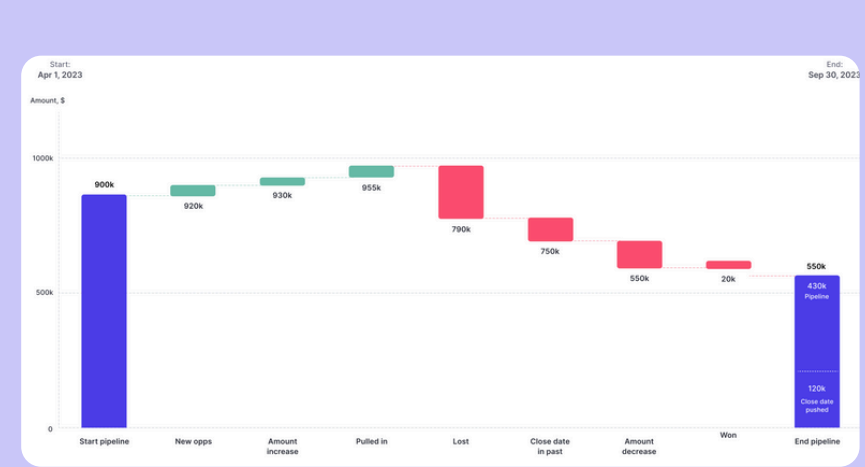 Start:
Apr 1, 2023
End:
Sep 30, 2023
Amount, $
1000k
500k
0
900k
920k
930k
955k
790k
750k
550k
20k
550k
430k
Pipeline
120k
Close date
pushed
Start pipeline
New opps
Amount
increase
Pulled in
Lost
Close date
in past
Amount
decrease
Won
End pipeline